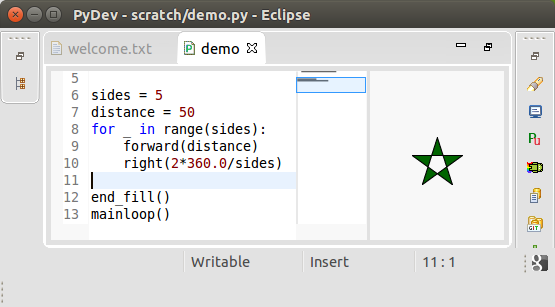 PyDev - scratch/demo.py - Eclipse
welcome.txt
demo
5
6 sides = 5
7 distance = 50
8 for _ in range(sides):
9 forward(distance)
10 right(2*360.0/sides)
11
12 end_fill()
13 mainloop()
Writable Insert 11 : 1